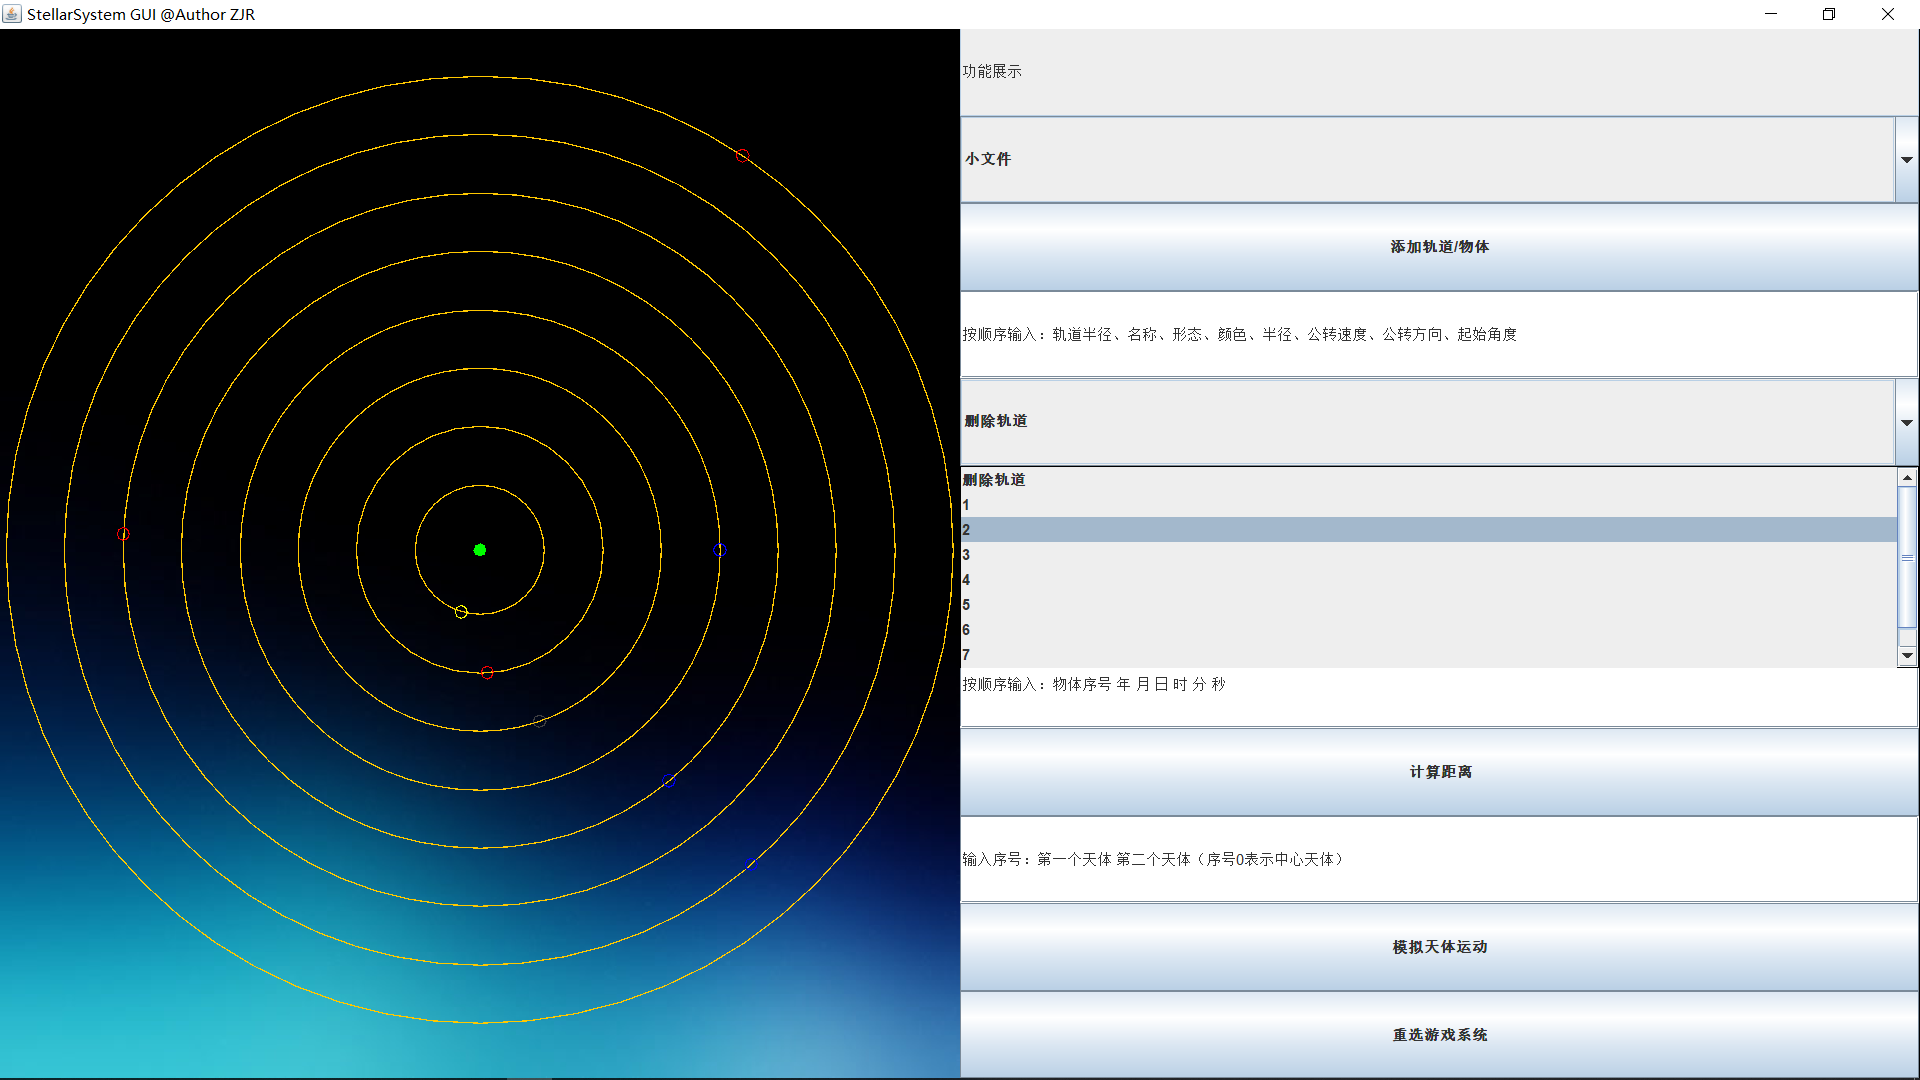 StellarSystem GUI @Author ZJR
功能展示
小文件
添加轨道/物体
按顺序输入：轨道半径、名称、形态、颜色、半径、公转速度、公转方向、起始角度
删除轨道
删除轨道
1
2
3
4
5
6
7
按顺序输入：物体序号 年 月 日 时 分 秒
计算距离
输入序号：第一个天体 第二个天体（序号0表示中心天体）
模拟天体运动
重选游戏系统